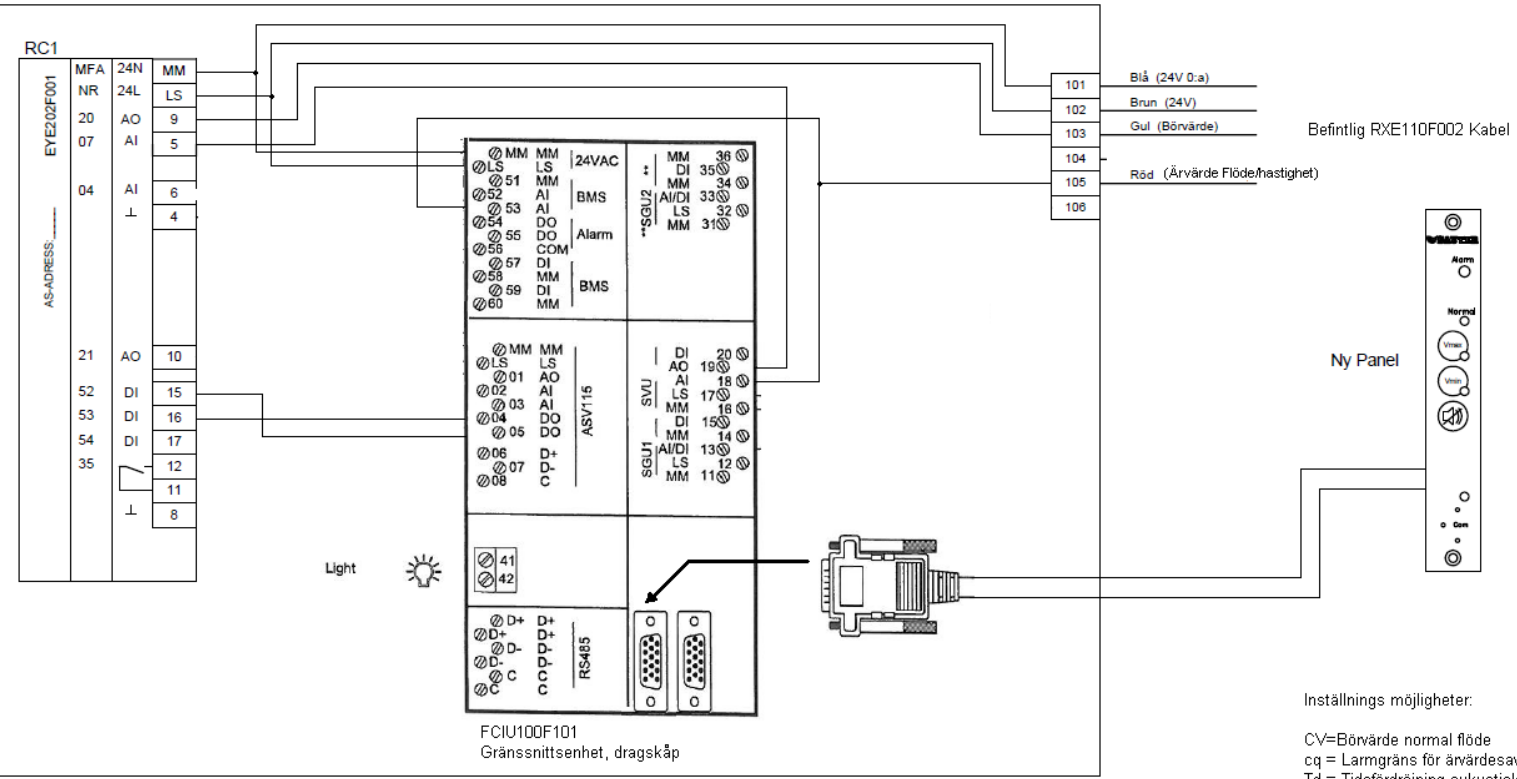 RC1
EYE202F001
AS-ADRESS:
MFA 24N MM
NR 24L LS
20 AO 9
07 AI 5
04 AI 6
⊥ 4
21 AO 10
52 DI 15
53 DI 16
54 DI 17
35 12
11
⊥ 8
MM MM
LS LS
24VAC
51 MM
52 AI
53 AI
BMS
54 DO
55 DO
56 COM
Alarm
57 DI
58 MM
59 DI
60 MM
BMS
**
MM 36
DI 35
MM 34
**SGU2
AI/DI 33
LS 32
MM 31
MM MM
LS LS
01 AO
02 AI
03 AI
04 DO
05 DO
ASV115
06 D+
07 D-
08 C
DI 20
AO 19
AI 18
LS 17
MM 16
SVU
DI 15
MM 14
AI/DI 13
LS 12
MM 11
SGU1
Light
41
42
D+ D+
D+ D+
D- D-
D- D-
C C
C C
RS485
FCIU100F101
Gränssnittsenhet, dragskåp
101 Blå (24V 0:a)
102 Brun (24V)
103 Gul (Börvärde)
104
105 Röd (Ärvärde Flöde/hastighet)
106
Befintlig RXE110F002 Kabel
Ny Panel
Alarm
Normal
Vmax
Vmin
Com
Inställnings möjligheter:
CV=Börvärde normal flöde
cq = Larmgräns för ärvärdesav